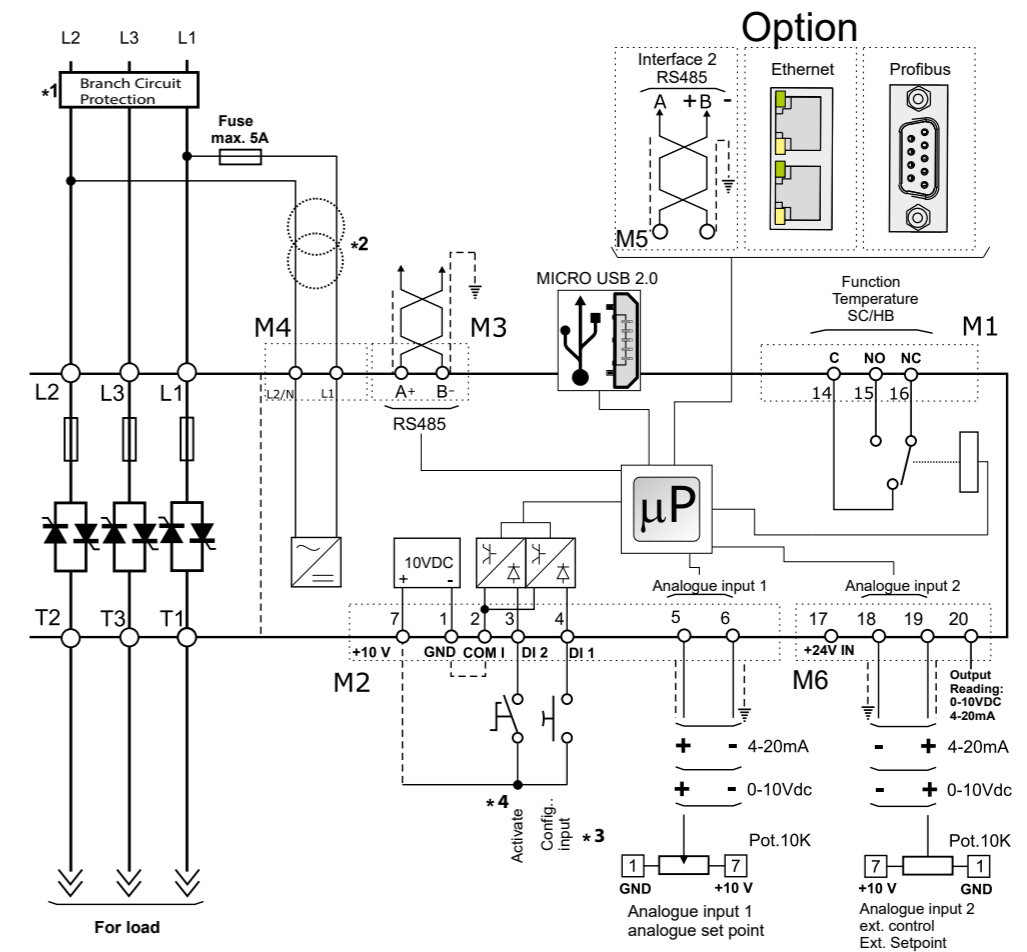 Option
L2 L3 L1
*1 Branch Circuit
Protection
Fuse
max. 5A
*2
Interface 2
RS485
A + B -
M5
Ethernet
Profibus
MICRO USB 2.0
Function
Temperature
SC/HB
M1
C NO NC
14 15 16
M4
M3
L2 L3 L1
L2/N L1
A+ B-
RS485
µP
10VDC
+ -
Analogue input 1
Analogue input 2
T2 T3 T1
7 1 2 3 4 5 6
+10 V GND COM I DI 2 DI 1
M2
17 18 19 20
+24V IN
M6
Output
Reading:
0-10VDC
4-20mA
+ - 4-20mA
+ - 0-10Vdc
- + 4-20mA
- + 0-10Vdc
*4
Activate
Config..
input
*3
Pot.10K
1 7
GND +10 V
Analogue input 1
analogue set point
Pot.10K
7 1
+10 V GND
Analogue input 2
ext. control
Ext. Setpoint
For load